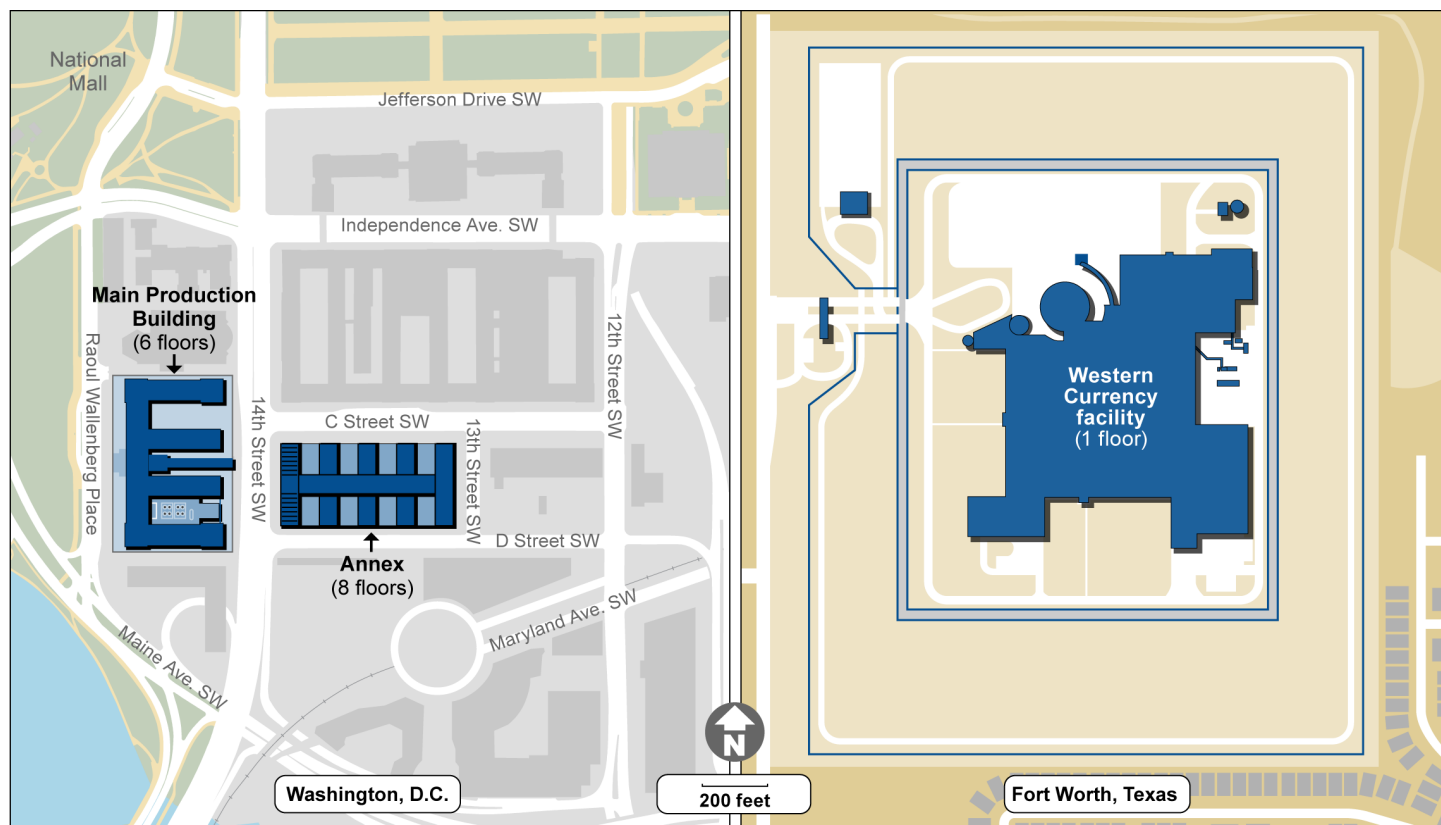 National
Mall
Jefferson Drive SW
Independence Ave. SW
Main Production
Building
(6 floors)
Raoul Wallenberg Place
14th Street SW
C Street SW
13th Street SW
12th Street SW
D Street SW
Annex
(8 floors)
Maryland Ave. SW
Maine Ave. SW
Washington, D.C.
N
200 feet
Western
Currency
facility
(1 floor)
Fort Worth, Texas